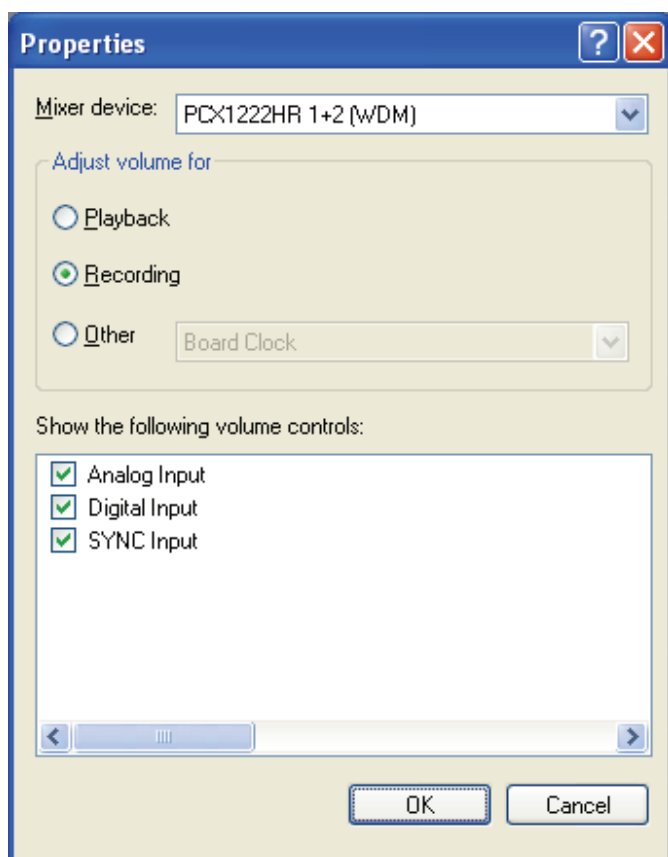 Properties
Mixer device: PCX1222HR 1+2 (WDM)
Adjust volume for
Playback
Recording
Other Board Clock
Show the following volume controls:
Analog Input
Digital Input
SYNC Input
OK Cancel